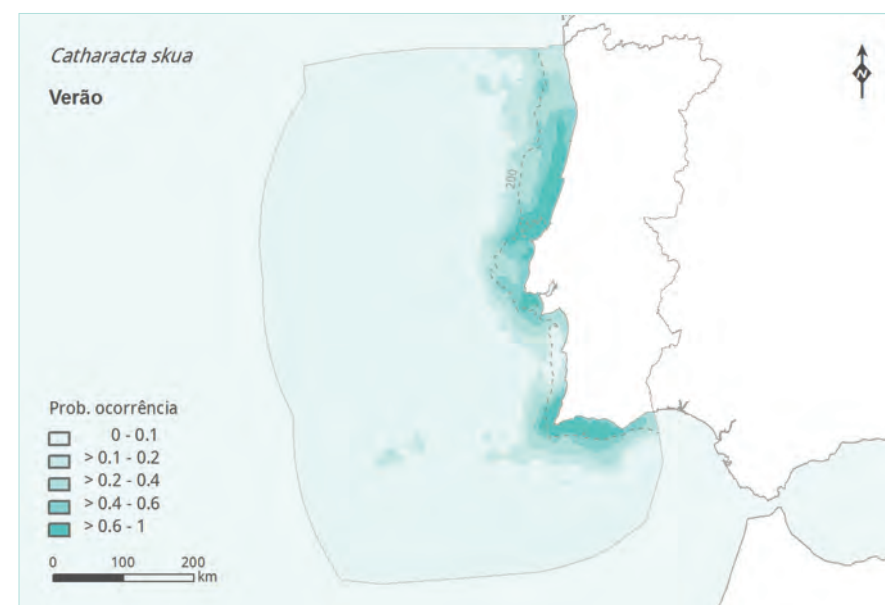 Catharacta skua
Verão
N
200
Prob. ocorrência
0 - 0.1
> 0.1 - 0.2
> 0.2 - 0.4
> 0.4 - 0.6
> 0.6 - 1
0 100 200
km